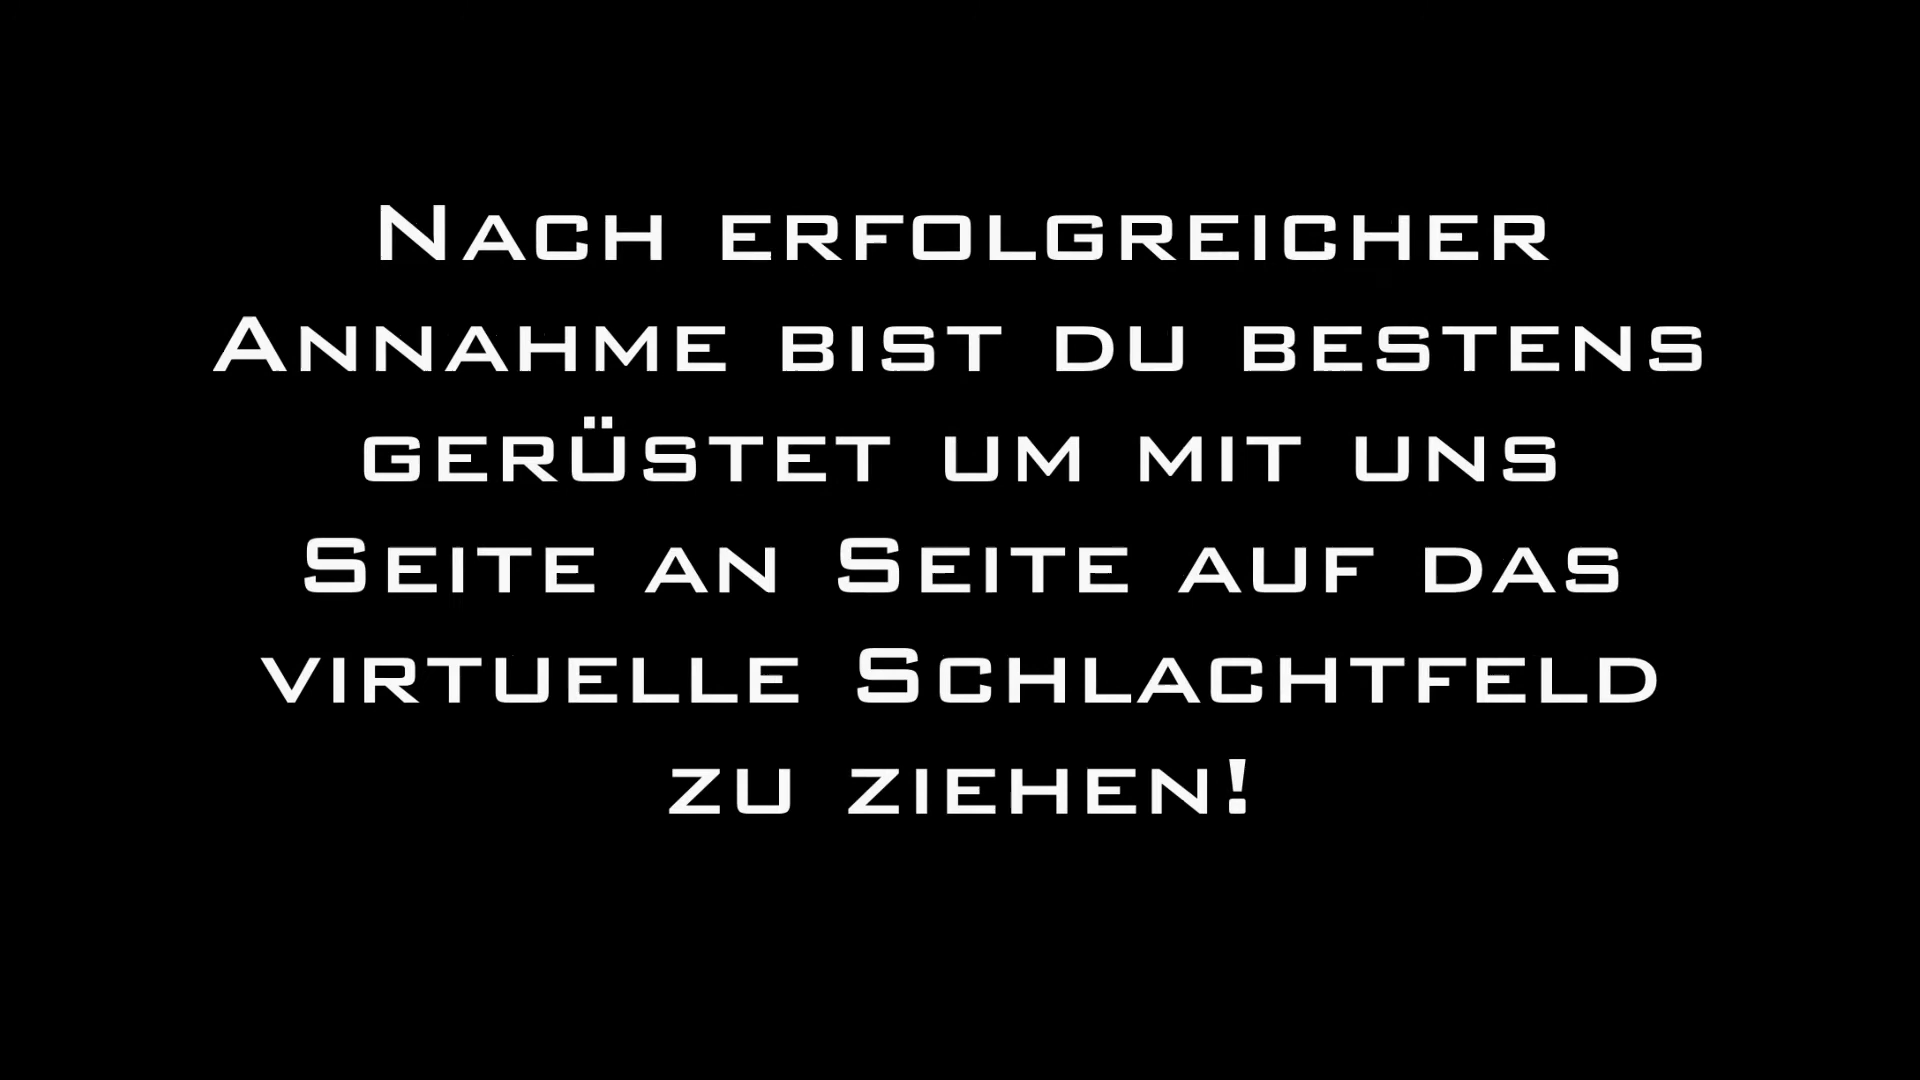 Nach erfolgreicher
Annahme bist du bestens
gerüstet um mit uns
Seite an Seite auf das
virtuelle Schlachtfeld
zu ziehen!